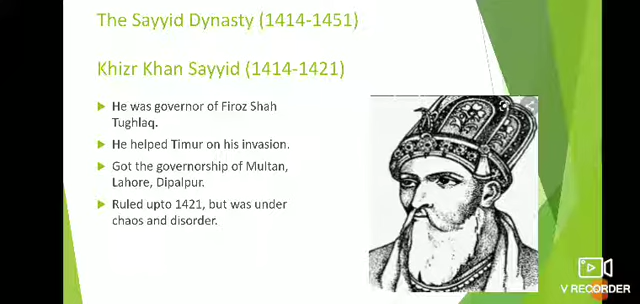 The Sayyid Dynasty (1414-1451)
Khizr Khan Sayyid (1414-1421)
He was governor of Firoz Shah
Tughlaq.
He helped Timur on his invasion.
Got the governorship of Multan,
Lahore, Dipalpur.
Ruled upto 1421, but was under
chaos and disorder.
V RECORDER